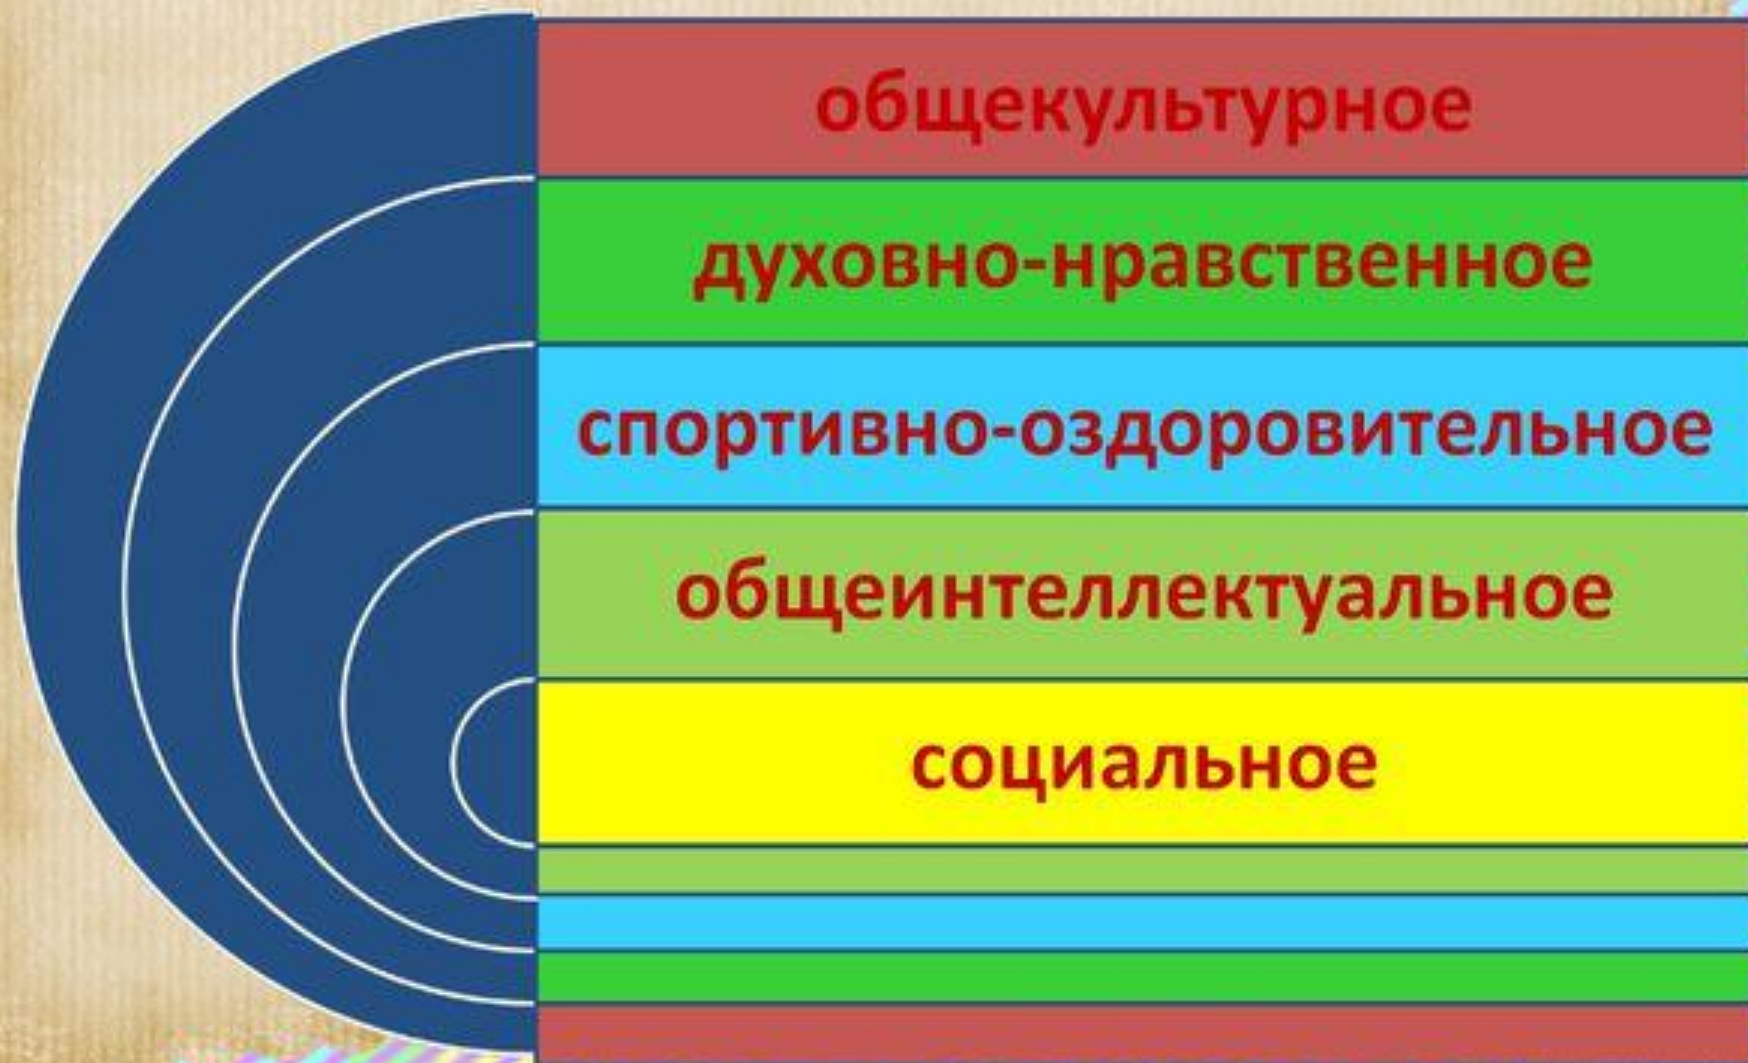 общекультурное
духовно-нравственное
спортивно-оздоровительное
общеинтеллектуальное
социальное